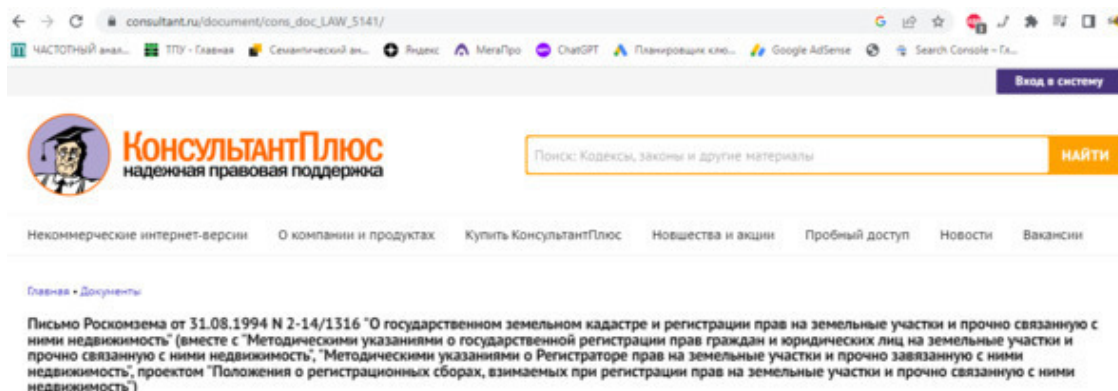 consultant.ru/document/cons_doc_LAW_5141/
ЧАСТОТНЫЙ анал... ТПУ - Главная Семантический ан... Яндекс МегаПро ChatGPT Планировщик клю... Google AdSense Search Console – Гл...
Вход в систему
КонсультантПлюс
надежная правовая поддержка
Поиск: Кодексы, законы и другие материалы
НАЙТИ
Некоммерческие интернет-версии О компании и продуктах Купить КонсультантПлюс Новшества и акции Пробный доступ Новости Вакансии
Главная • Документы
Письмо Роскомзема от 31.08.1994 N 2-14/1316 "О государственном земельном кадастре и регистрации прав на земельные участки и прочно связанную с
ними недвижимость" (вместе с "Методическими указаниями о государственной регистрации прав граждан и юридических лиц на земельные участки и
прочно связанную с ними недвижимость", "Методическими указаниями о Регистраторе прав на земельные участки и прочно завязанную с ними
недвижимость", проектом "Положения о регистрационных сборах, взимаемых при регистрации прав на земельные участки и прочно связанную с ними
недвижимость")